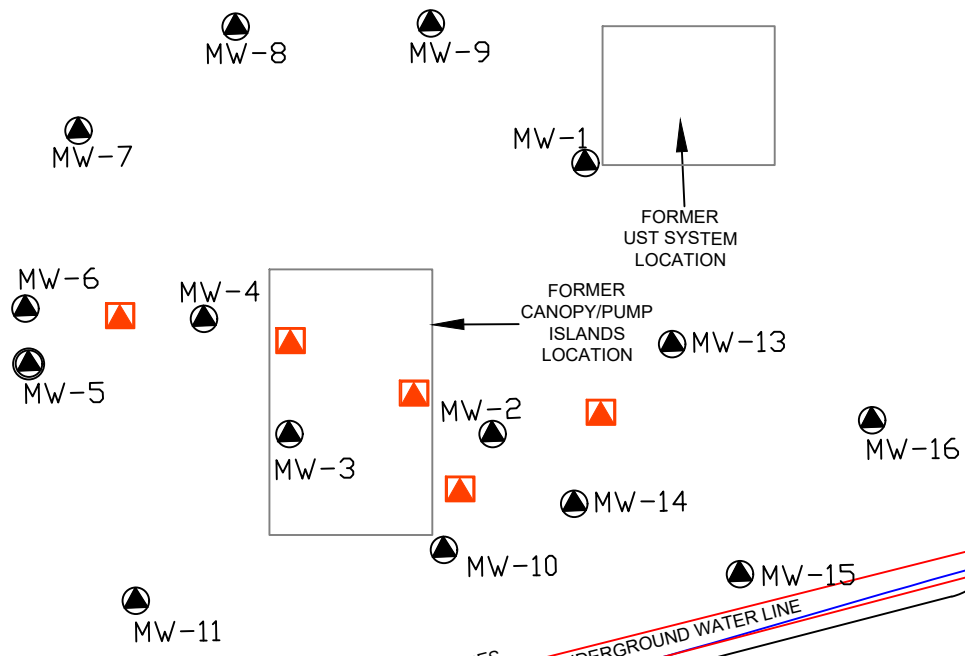 MW-8
MW-9
MW-7
MW-1
FORMER
UST SYSTEM
LOCATION
MW-6
MW-4
FORMER
CANOPY/PUMP
ISLANDS
LOCATION
MW-13
MW-5
MW-2
MW-3
MW-16
MW-14
MW-10
MW-15
MW-11
WATER LINE